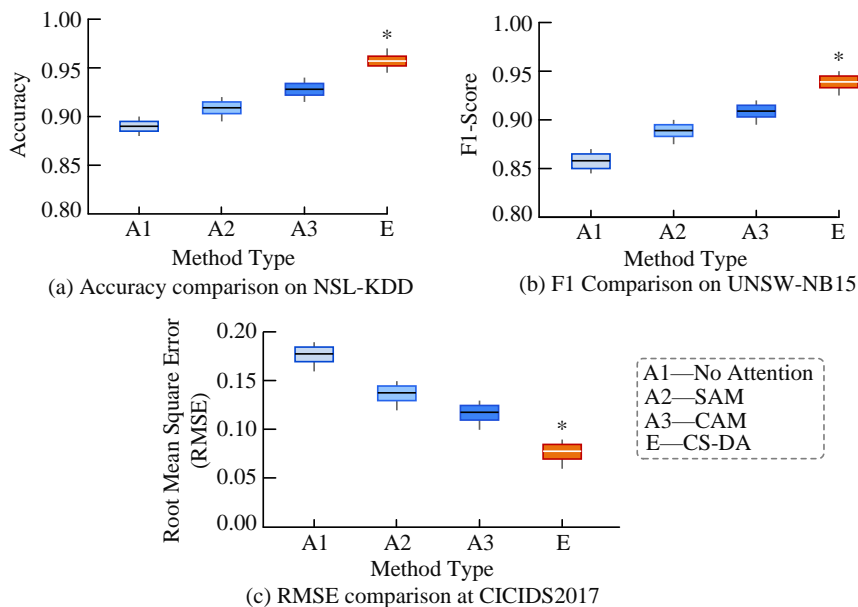 1.00
0.95
0.90
0.85
0.80
Accuracy
*
A1 A2 A3 E
Method Type
(a) Accuracy comparison on NSL-KDD
1.00
0.95
0.90
0.85
0.80
F1-Score
*
A1 A2 A3 E
Method Type
(b) F1 Comparison on UNSW-NB15
0.20
0.15
0.10
0.05
0.00
Root Mean Square Error
(RMSE)
*
A1 A2 A3 E
Method Type
(c) RMSE comparison at CICIDS2017
A1—No Attention
A2—SAM
A3—CAM
E—CS-DA